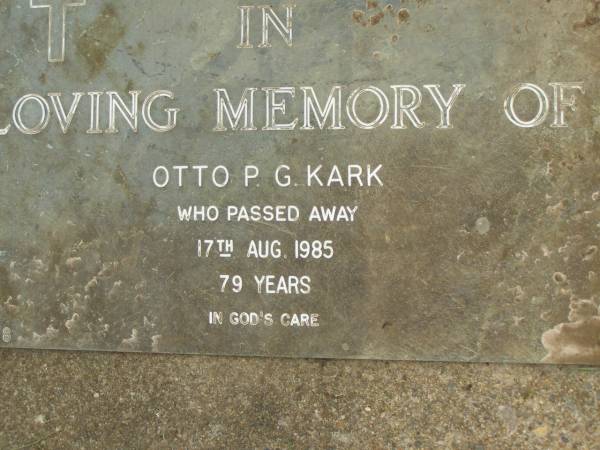 IN
LOVING MEMORY OF
OTTO P. G. KARK
WHO PASSED AWAY
17TH AUG. 1985
79 YEARS
IN GOD'S CARE